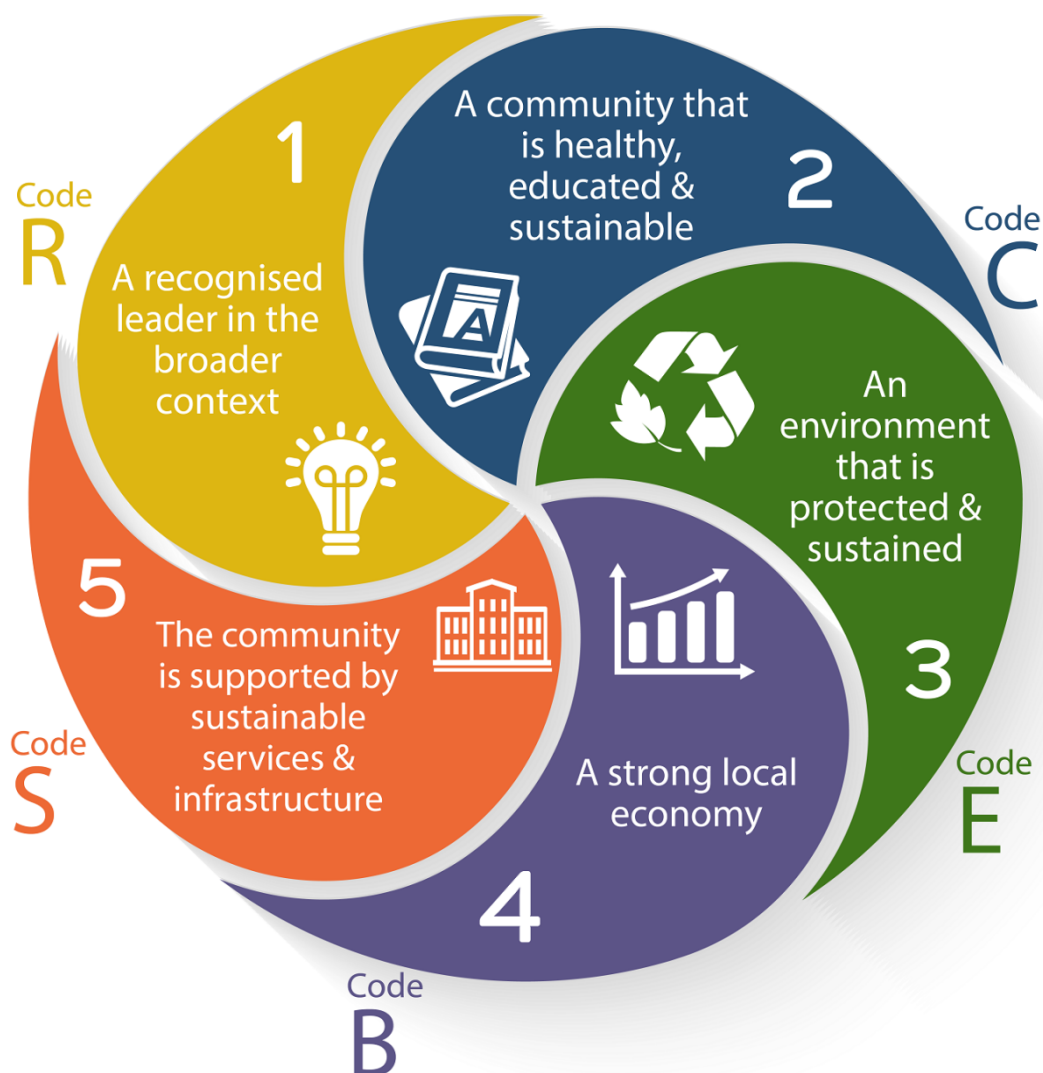 Code
R
1
A recognised
leader in the
broader
context
A community that
is healthy,
educated &
sustainable
2
A
Code
C
An
environment
that is
protected &
sustained
3
Code
E
A strong local
economy
4
Code
B
5
The community
is supported by
sustainable
services &
infrastructure
Code
S